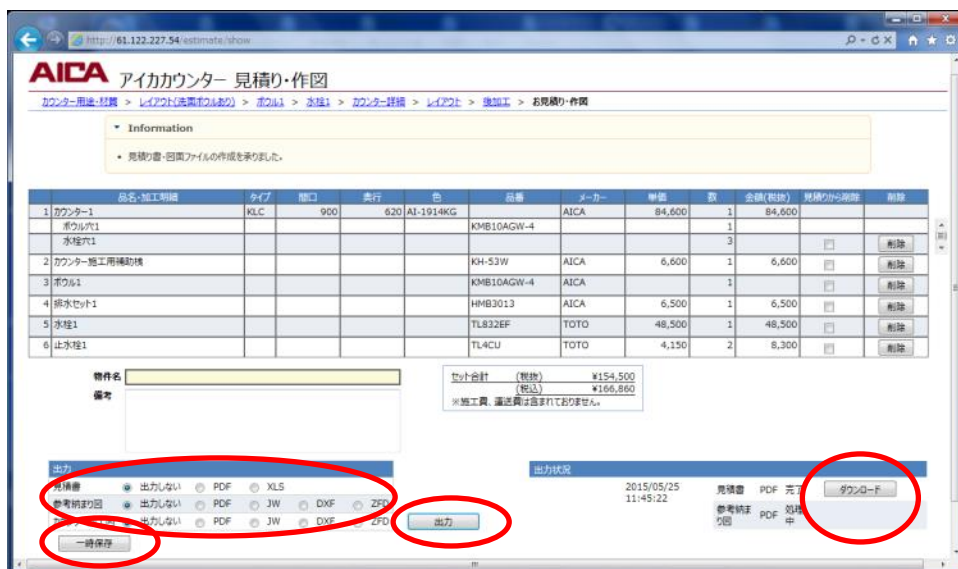 http://61.122.227.54/estimate/show
AICA アイカカウンター 見積り・作図
カウンター用途・材質 > レイアウト(洗面ボウルあり) > ボウル1 > 水栓1 > カウンター詳細 > レイアウト > 後加工 > お見積り・作図
Information
・ 見積り書・図面ファイルの作成を承りました。
品名・加工明細 タイプ 間口 奥行 色 品番 メーカー 単価 数 金額(税抜) 見積りから削除 削除
1 カウンター1 KLC 900 620 AI-1914KG AICA 84,600 1 84,600
ボウル穴1 KMB10AGW-4 1
水栓穴1 3 削除
2 カウンター施工用補助桟 KH-53W AICA 6,600 1 6,600 削除
3 ボウル1 KMB10AGW-4 AICA 1 削除
4 排水セット1 HMB3013 AICA 6,500 1 6,500 削除
5 水栓1 TL832EF TOTO 48,500 1 48,500 削除
6 止水栓1 TL4CU TOTO 4,150 2 8,300 削除
物件名
備考
セット合計 (税抜) ¥154,500
(税込) ¥166,860
※施工費、運送費は含まれておりません。
出力
見積書 出力しない PDF XLS
参考納まり図 出力しない PDF JW DXF ZFD
出力しない PDF JW DXF ZFD
出力
一時保存
出力状況
2015/05/25
11:45:22
見積書 PDF 完了 ダウンロード
参考納まり図 PDF 処理中